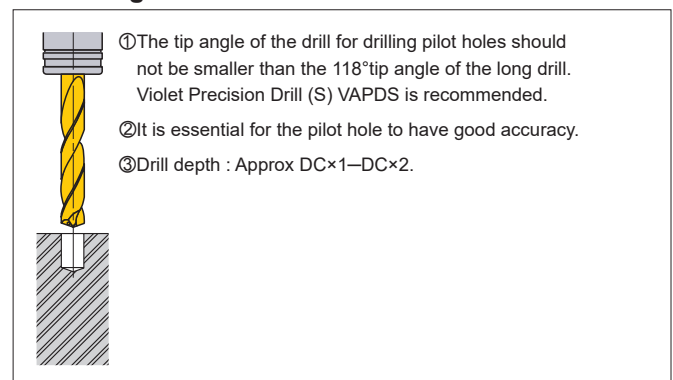 ①The tip angle of the drill for drilling pilot holes should
not be smaller than the 118°tip angle of the long drill.
Violet Precision Drill (S) VAPDS is recommended.
②It is essential for the pilot hole to have good accuracy.
③Drill depth : Approx DC×1─DC×2.